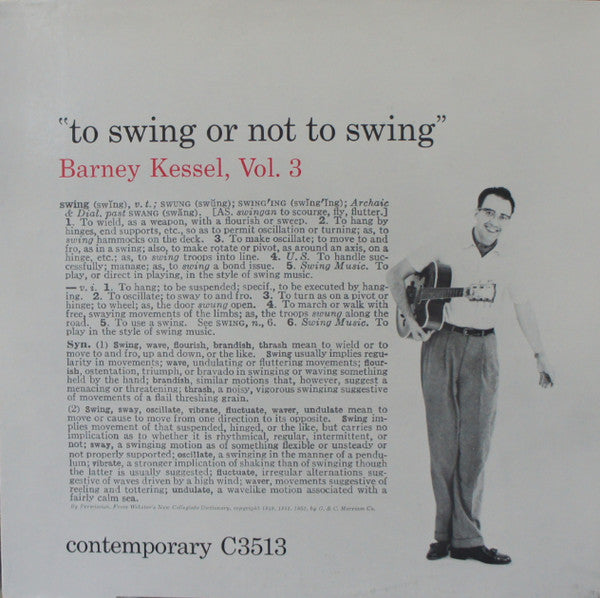 "to swing or not to swing"
Barney Kessel, Vol. 3
swing (swĭng), v. t.; SWUNG (swŭng); SWING'ING (swĭng'ĭng); Archaic
& Dial. past SWANG (swăng). [AS. swingan to scourge, fly, flutter.]
1. To wield, as a weapon, with a flourish or sweep. 2. To hang by
hinges, end supports, etc., so as to permit oscillation or turning; as, to
swing hammocks on the deck. 3. To make oscillate; to move to and
fro, as in a swing; also, to make rotate or pivot, as around an axis, on a
hinge, etc.; as, to swing troops into line. 4. U. S. To handle suc-
cessfully; manage; as, to swing a bond issue. 5. Swing Music. To
play, or direct in playing, in the style of swing music.
— v. i. 1. To hang; to be suspended; specif., to be executed by hang-
ing. 2. To oscillate; to sway to and fro. 3. To turn as on a pivot or
hinge; to wheel; as, the door swung open. 4. To march or walk with
free, swaying movements of the limbs; as, the troops swung along the
road. 5. To use a swing. See SWING, n., 6. 6. Swing Music. To
play in the style of swing music.
Syn. (1) Swing, wave, flourish, brandish, thrash mean to wield or to
move to and fro, up and down, or the like. Swing usually implies regu-
larity in movements; wave, undulating or fluttering movements; flour-
ish, ostentation, triumph, or bravado in swinging or waving something
held by the hand; brandish, similar motions that, however, suggest a
menacing or threatening; thrash, a noisy, vigorous swinging suggestive
of movements of a flail threshing grain.
(2) Swing, sway, oscillate, vibrate, fluctuate, waver, undulate mean to
move or cause to move from one direction to its opposite. Swing im-
plies movement of that suspended, hinged, or the like, but carries no
implication as to whether it is rhythmical, regular, intermittent, or
not; sway, a swinging motion as of something flexible or unsteady or
not properly supported; oscillate, a swinging in the manner of a pendu-
lum; vibrate, a stronger implication of shaking than of swinging though
the latter is usually suggested; fluctuate, irregular alternations sug-
gestive of waves driven by a high wind; waver, movements suggestive of
reeling and tottering; undulate, a wavelike motion associated with a
fairly calm sea.
By Permission. From Webster's New Collegiate Dictionary, copyright 1949, 1951, 1953, by G. & C. Merriam Co.
contemporary C3513